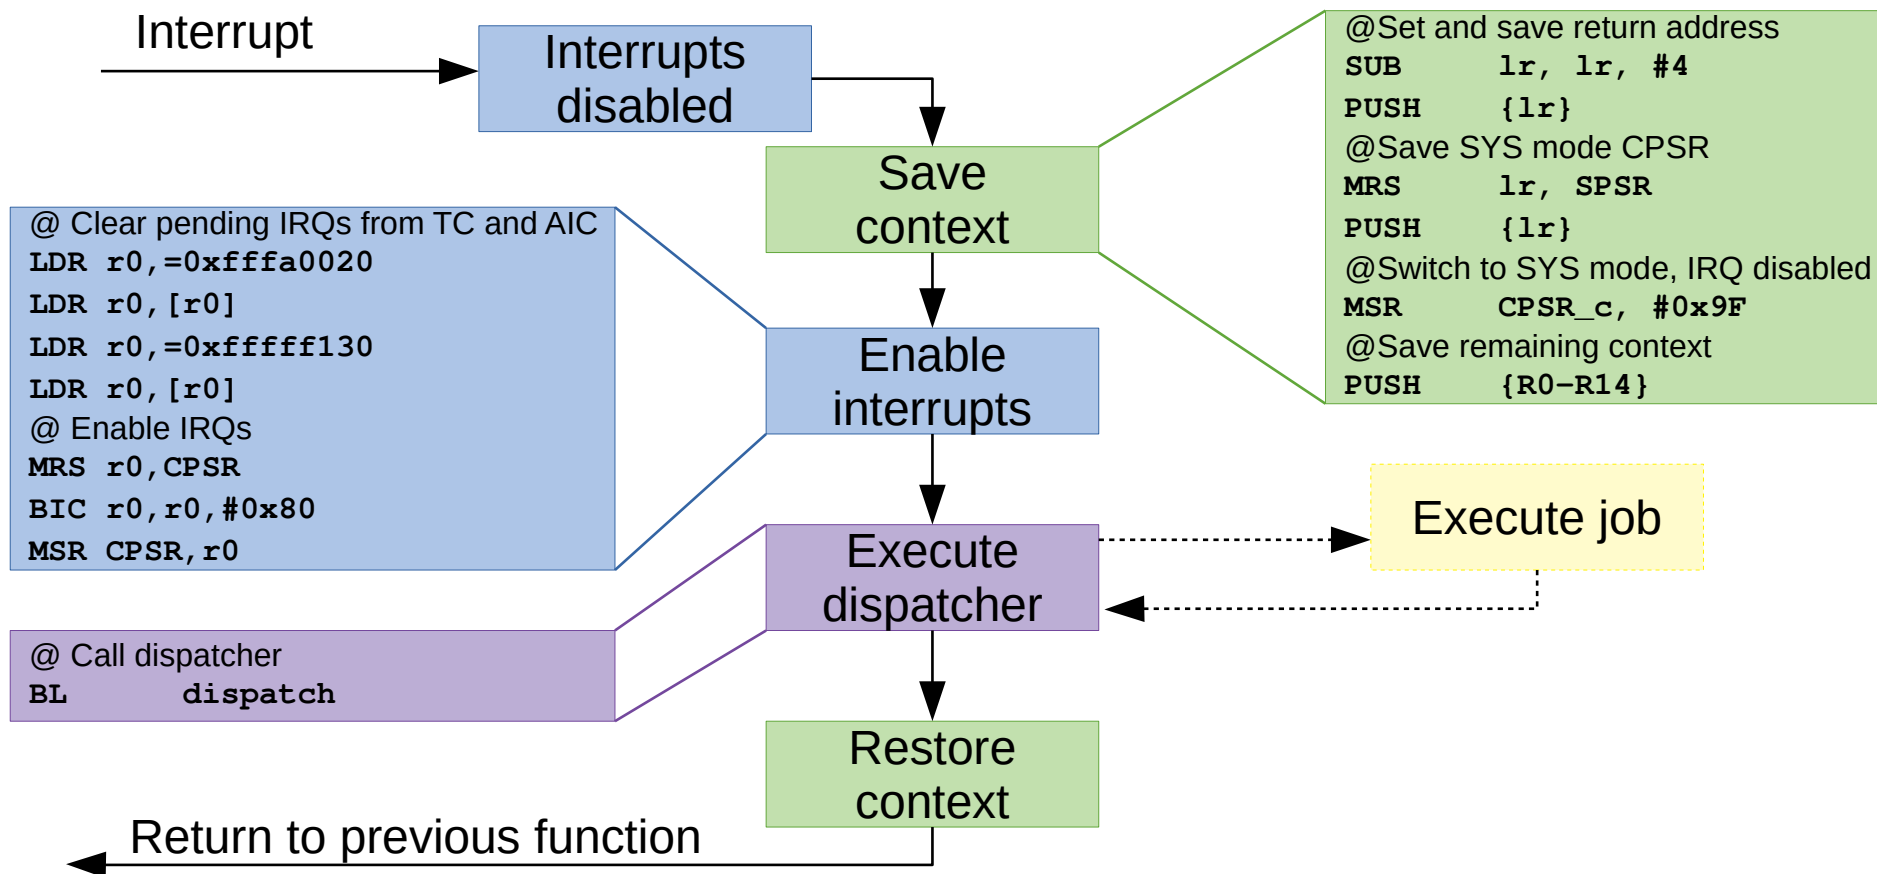 Interrupt
Interrupts
disabled
Save
context
@Set and save return address
SUB lr, lr, #4
PUSH {lr}
@Save SYS mode CPSR
MRS lr, SPSR
PUSH {lr}
@Switch to SYS mode, IRQ disabled
MSR CPSR_c, #0x9F
@Save remaining context
PUSH {R0–R14}
@ Clear pending IRQs from TC and AIC
LDR r0,=0xfffa0020
LDR r0,[r0]
LDR r0,=0xfffff130
LDR r0,[r0]
@ Enable IRQs
MRS r0,CPSR
BIC r0,r0,#0x80
MSR CPSR,r0
Enable
interrupts
Execute
dispatcher
Execute job
@ Call dispatcher
BL dispatch
Restore
context
Return to previous function